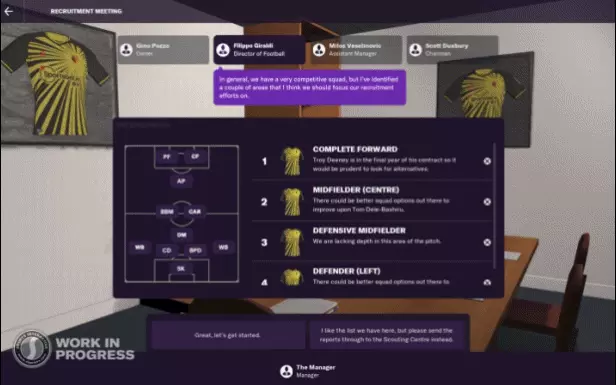 RECRUITMENT MEETING
Gino Pozzo
Owner
Filippo Giraldi
Director of Football
Milos Veselinovic
Assistant Manager
Scott Duxbury
Chairman
In general, we have a very competitive squad, but I've identified
a couple of areas that I think we should focus our recruitment
efforts on.
PF
CF
AP
BBM
CAR
DM
WB
CD
BPD
WB
SK
1
COMPLETE FORWARD
Troy Deeney is in the final year of his contract so it
would be prudent to look for alternatives.
2
MIDFIELDER (CENTRE)
There could be better squad options out there to
improve upon Tom Dele-Bashiru.
3
DEFENSIVE MIDFIELDER
We are lacking depth in this area of the pitch.
4
DEFENDER (LEFT)
There could be better squad options out there to
Great, let's get started.
I like the list we have here, but please send the
reports through to the Scouting Centre instead.
WORK IN
PROGRESS
The Manager
Manager